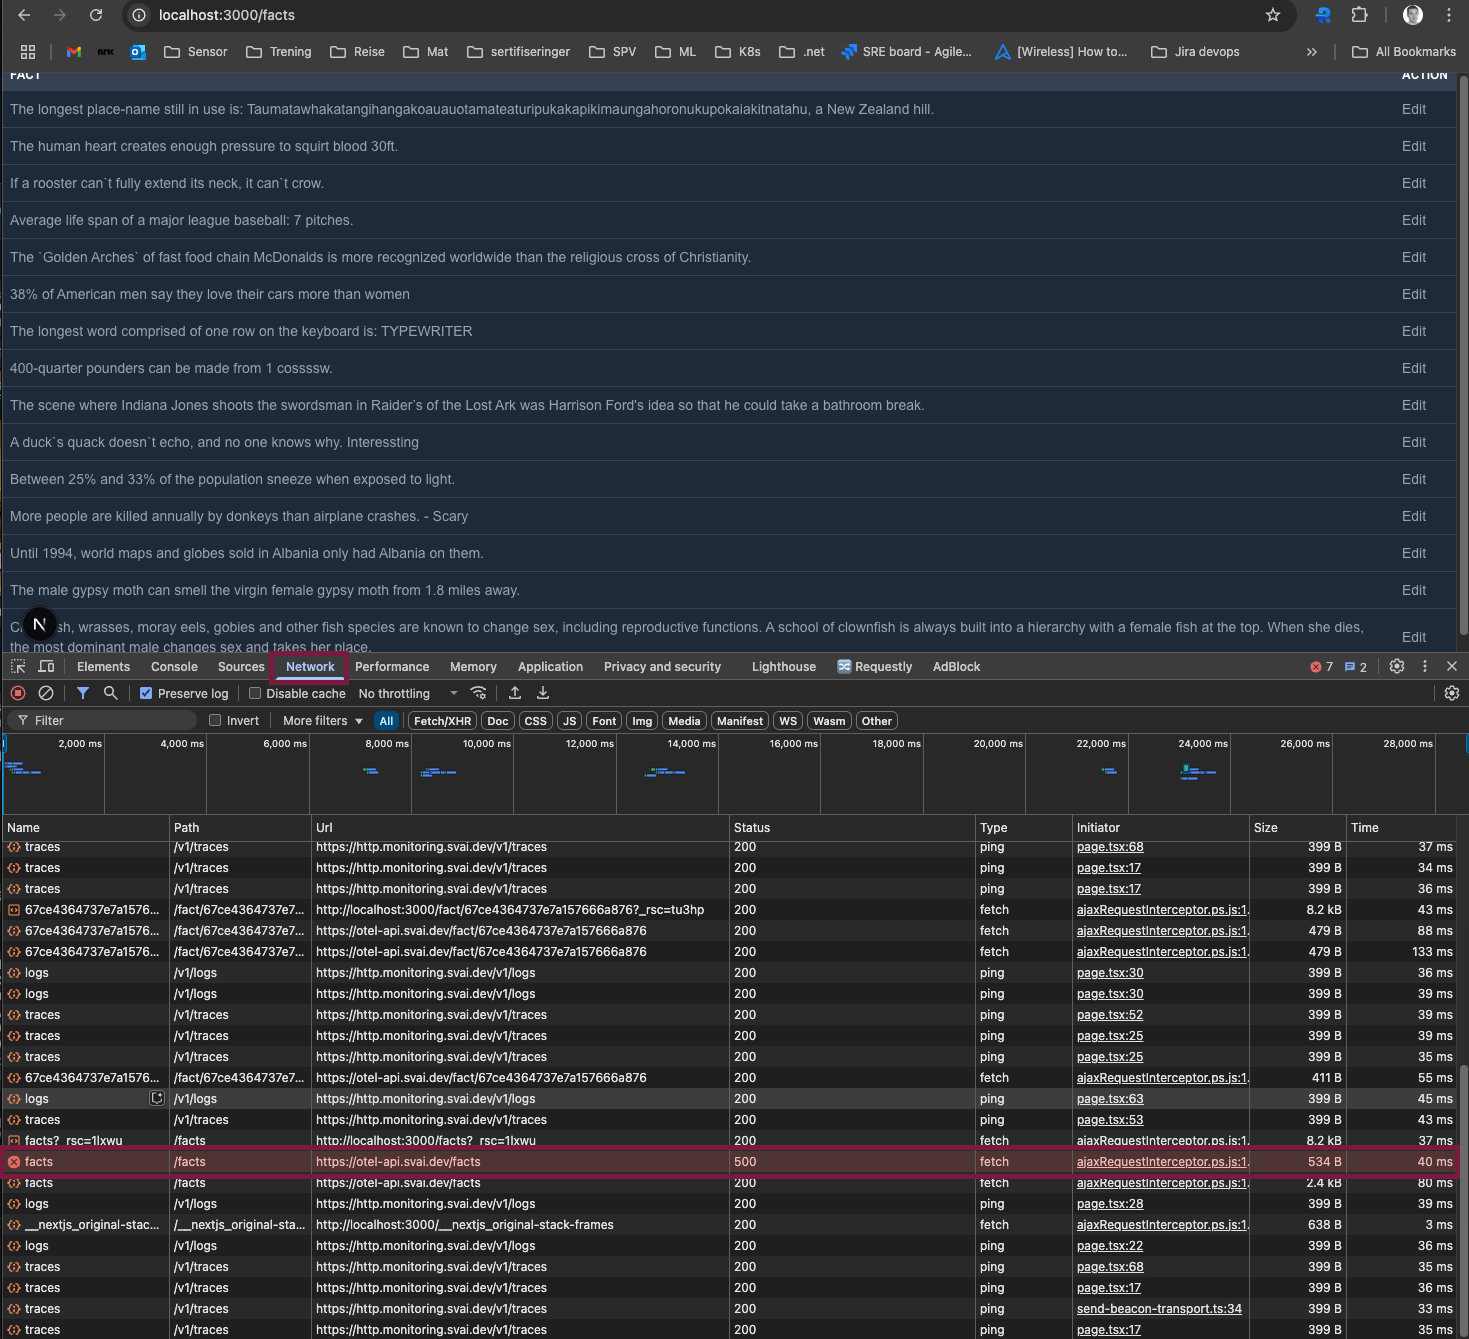 localhost:3000/facts
nrk Sensor Trening Reise Mat sertifiseringer SPV ML K8s .net SRE board - Agile... [Wireless] How to... Jira devops » All Bookmarks
FACT ACTION
The longest place-name still in use is: Taumatawhakatangihangakoauauotamateaturipukakapikimaungahoronukupokaiakitnatahu, a New Zealand hill. Edit
The human heart creates enough pressure to squirt blood 30ft. Edit
If a rooster can`t fully extend its neck, it can`t crow. Edit
Average life span of a major league baseball: 7 pitches. Edit
The `Golden Arches` of fast food chain McDonalds is more recognized worldwide than the religious cross of Christianity. Edit
38% of American men say they love their cars more than women Edit
The longest word comprised of one row on the keyboard is: TYPEWRITER Edit
400-quarter pounders can be made from 1 cossssw. Edit
The scene where Indiana Jones shoots the swordsman in Raider's of the Lost Ark was Harrison Ford's idea so that he could take a bathroom break. Edit
A duck`s quack doesn`t echo, and no one knows why. Interessting Edit
Between 25% and 33% of the population sneeze when exposed to light. Edit
More people are killed annually by donkeys than airplane crashes. - Scary Edit
Until 1994, world maps and globes sold in Albania only had Albania on them. Edit
The male gypsy moth can smell the virgin female gypsy moth from 1.8 miles away. Edit
N sh, wrasses, moray eels, gobies and other fish species are known to change sex, including reproductive functions. A school of clownfish is always built into a hierarchy with a female fish at the top. When she dies,
the most dominant male changes sex and takes her place. Edit
Elements Console Sources Network Performance Memory Application Privacy and security Lighthouse Requestly AdBlock 7 2
Preserve log Disable cache No throttling
Filter Invert More filters All Fetch/XHR Doc CSS JS Font Img Media Manifest WS Wasm Other
2,000 ms 4,000 ms 6,000 ms 8,000 ms 10,000 ms 12,000 ms 14,000 ms 16,000 ms 18,000 ms 20,000 ms 22,000 ms 24,000 ms 26,000 ms 28,000 ms
Name Path Url Status Type Initiator Size Time
traces /v1/traces https://http.monitoring.svai.dev/v1/traces 200 ping page.tsx:68 399 B 37 ms
traces /v1/traces https://http.monitoring.svai.dev/v1/traces 200 ping page.tsx:17 399 B 34 ms
traces /v1/traces https://http.monitoring.svai.dev/v1/traces 200 ping page.tsx:17 399 B 36 ms
67ce4364737e7a1576... /fact/67ce4364737e7... http://localhost:3000/fact/67ce4364737e7a157666a876?_rsc=tu3hp 200 fetch ajaxRequestInterceptor.ps.js:1. 8.2 kB 43 ms
67ce4364737e7a1576... /fact/67ce4364737e7... https://otel-api.svai.dev/fact/67ce4364737e7a157666a876 200 fetch ajaxRequestInterceptor.ps.js:1. 479 B 88 ms
67ce4364737e7a1576... /fact/67ce4364737e7... https://otel-api.svai.dev/fact/67ce4364737e7a157666a876 200 fetch ajaxRequestInterceptor.ps.js:1. 479 B 133 ms
logs /v1/logs https://http.monitoring.svai.dev/v1/logs 200 ping page.tsx:30 399 B 36 ms
logs /v1/logs https://http.monitoring.svai.dev/v1/logs 200 ping page.tsx:30 399 B 39 ms
traces /v1/traces https://http.monitoring.svai.dev/v1/traces 200 ping page.tsx:52 399 B 39 ms
traces /v1/traces https://http.monitoring.svai.dev/v1/traces 200 ping page.tsx:25 399 B 39 ms
traces /v1/traces https://http.monitoring.svai.dev/v1/traces 200 ping page.tsx:25 399 B 35 ms
67ce4364737e7a1576... /fact/67ce4364737e7... https://otel-api.svai.dev/fact/67ce4364737e7a157666a876 200 fetch ajaxRequestInterceptor.ps.js:1. 411 B 55 ms
logs /v1/logs https://http.monitoring.svai.dev/v1/logs 200 ping page.tsx:63 399 B 45 ms
traces /v1/traces https://http.monitoring.svai.dev/v1/traces 200 ping page.tsx:53 399 B 43 ms
facts?_rsc=1lxwu /facts http://localhost:3000/facts?_rsc=1lxwu 200 fetch ajaxRequestInterceptor.ps.js:1. 8.2 kB 37 ms
facts /facts https://otel-api.svai.dev/facts 500 fetch ajaxRequestInterceptor.ps.js:1. 534 B 40 ms
facts /facts https://otel-api.svai.dev/facts 200 fetch ajaxRequestInterceptor.ps.js:1. 2.4 kB 80 ms
logs /v1/logs https://http.monitoring.svai.dev/v1/logs 200 ping page.tsx:28 399 B 39 ms
__nextjs_original-stac... /__nextjs_original-sta... http://localhost:3000/__nextjs_original-stack-frames 200 fetch ajaxRequestInterceptor.ps.js:1. 638 B 3 ms
logs /v1/logs https://http.monitoring.svai.dev/v1/logs 200 ping page.tsx:22 399 B 36 ms
traces /v1/traces https://http.monitoring.svai.dev/v1/traces 200 ping page.tsx:68 399 B 35 ms
traces /v1/traces https://http.monitoring.svai.dev/v1/traces 200 ping page.tsx:17 399 B 36 ms
traces /v1/traces https://http.monitoring.svai.dev/v1/traces 200 ping send-beacon-transport.ts:34 399 B 33 ms
traces /v1/traces https://http.monitoring.svai.dev/v1/traces 200 ping page.tsx:17 399 B 35 ms